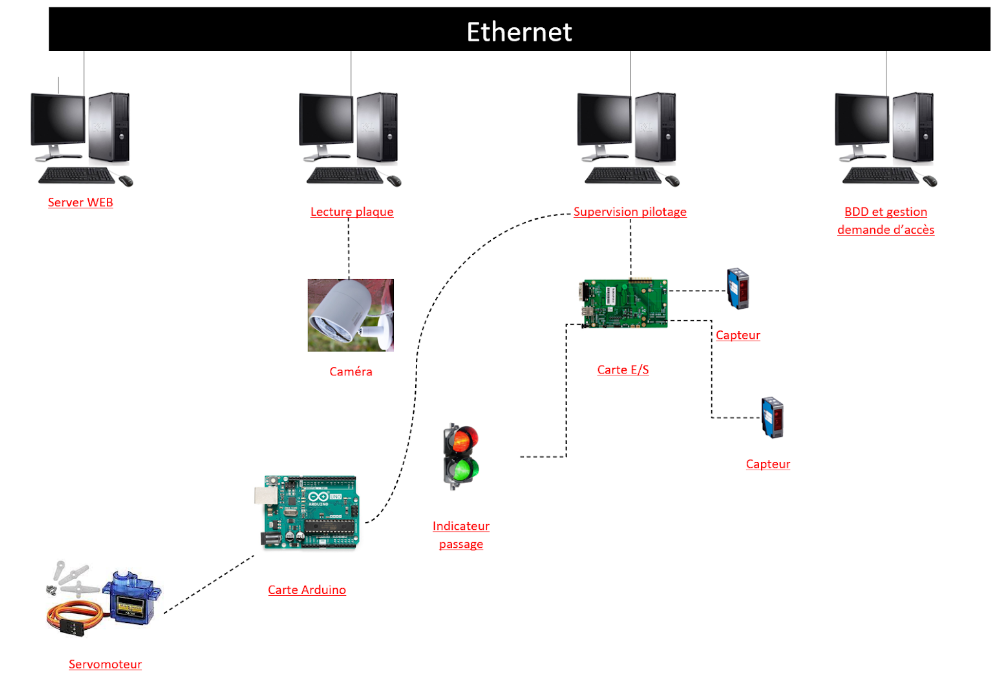 Ethernet
Server WEB
Lecture plaque
Supervision pilotage
BDD et gestion
demande d'accès
Capteur
Caméra
Carte E/S
Capteur
Indicateur
passage
Carte Arduino
Servomoteur